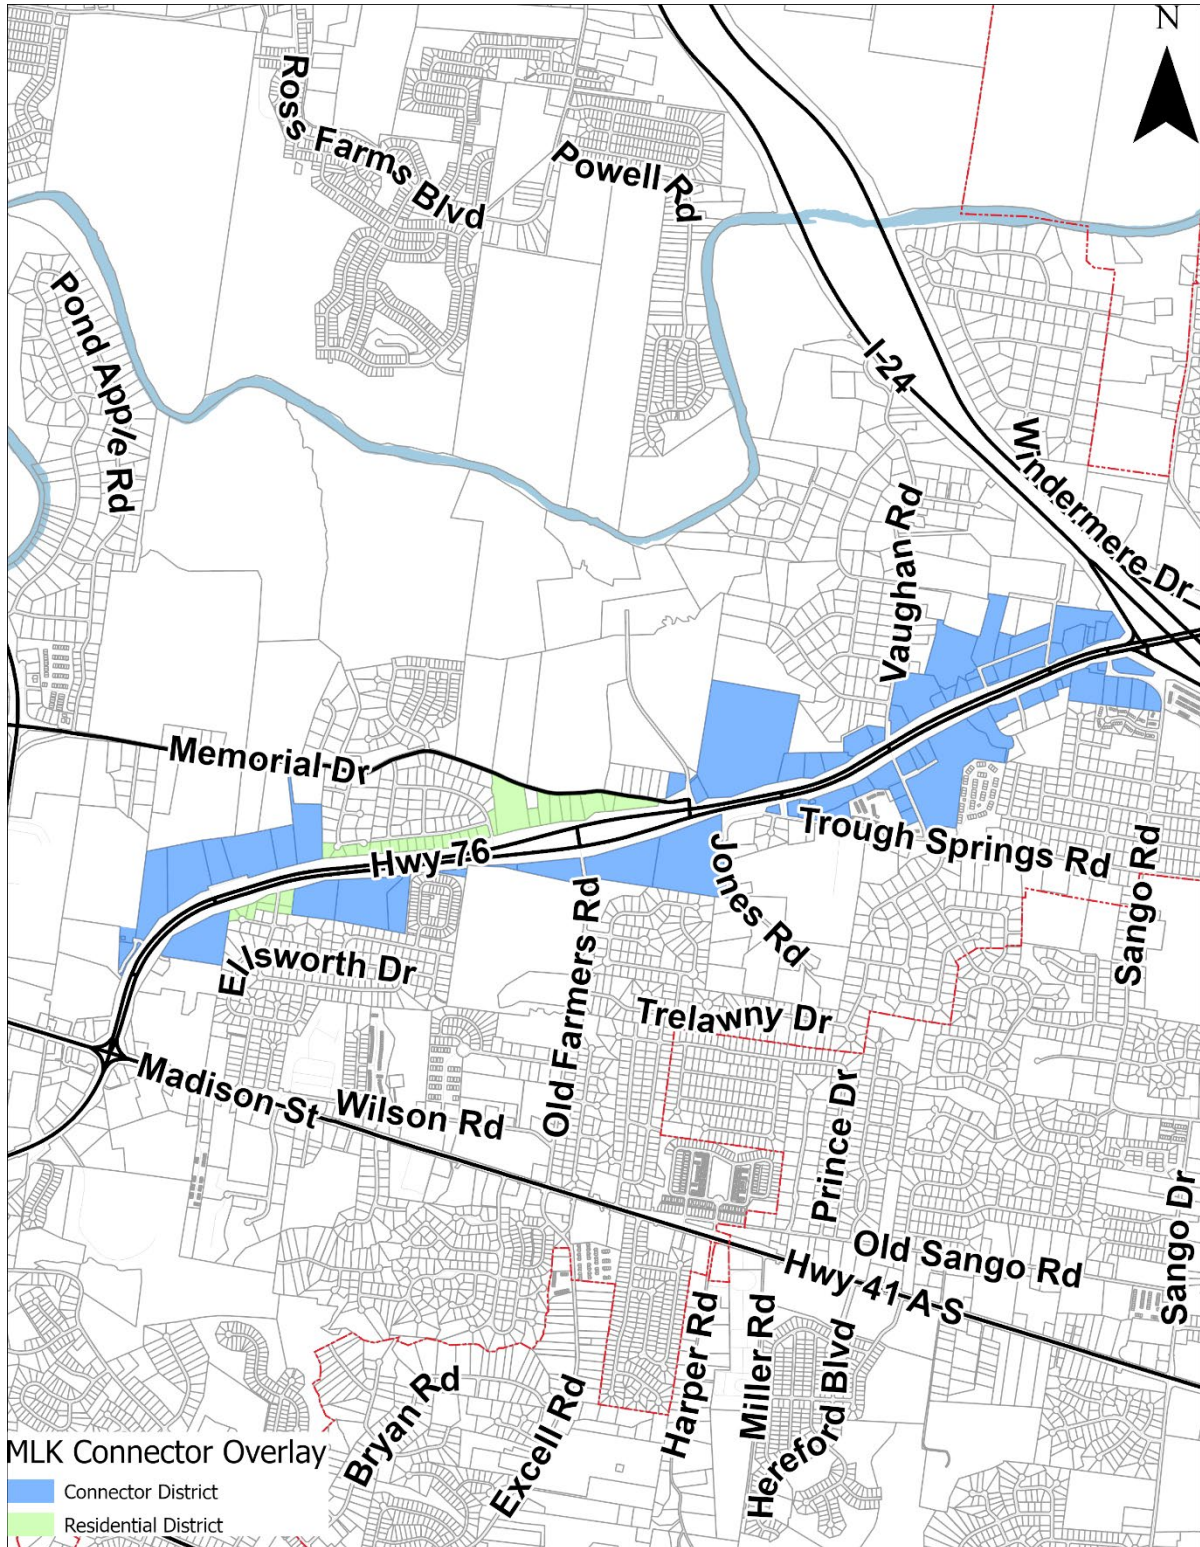 N
Ross Farms Blvd
Powell Rd
Pond Apple Rd
I-24
Windermere Dr
Vaughan Rd
Memorial Dr
Hwy 76
Trough Springs Rd
Jones Rd
Sango Rd
Old Farmers Rd
Ellsworth Dr
Trelawny Dr
Madison St
Wilson Rd
Prince Dr
Old Sango Rd
Sango Dr
Hwy 41 A S
Harper Rd
Miller Rd
Hereford Blvd
Bryan Rd
Excell Rd
MLK Connector Overlay
Connector District
Residential District